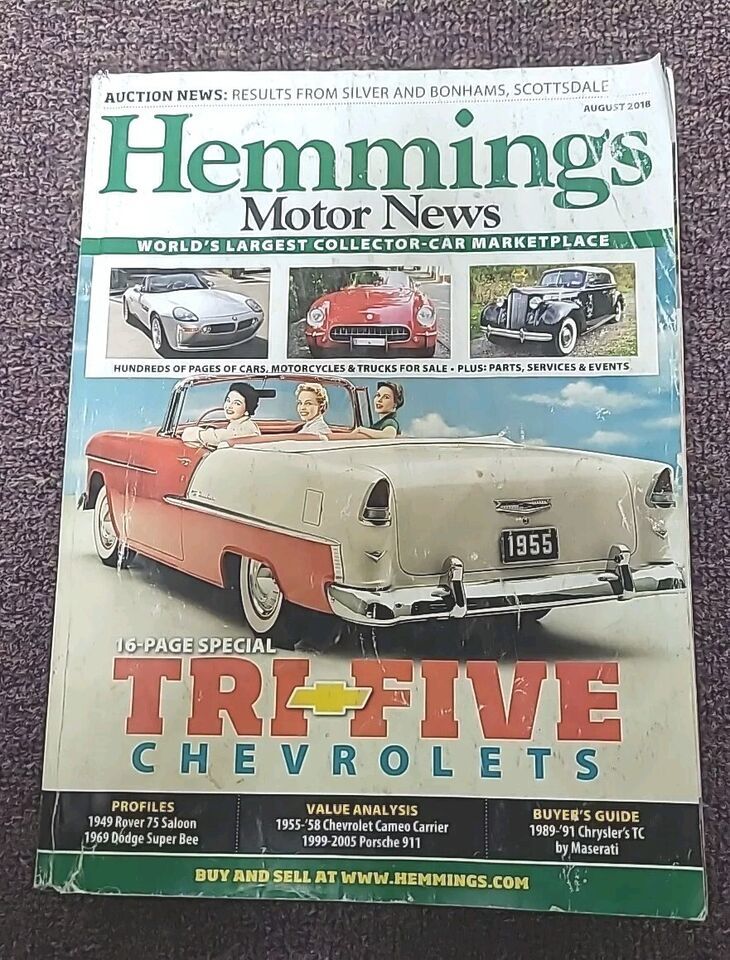 AUCTION NEWS: RESULTS FROM SILVER AND BONHAMS, SCOTTSDALE
AUGUST 2018
Hemmings
Motor News
WORLD'S LARGEST COLLECTOR-CAR MARKETPLACE
HUNDREDS OF PAGES OF CARS, MOTORCYCLES & TRUCKS FOR SALE • PLUS: PARTS, SERVICES & EVENTS
1955
16-PAGE SPECIAL
TRI-FIVE
CHEVROLETS
PROFILES
1949 Rover 75 Saloon
1969 Dodge Super Bee
VALUE ANALYSIS
1955-'58 Chevrolet Cameo Carrier
1999-2005 Porsche 911
BUYER'S GUIDE
1989-'91 Chrysler's TC
by Maserati
BUY AND SELL AT WWW.HEMMINGS.COM